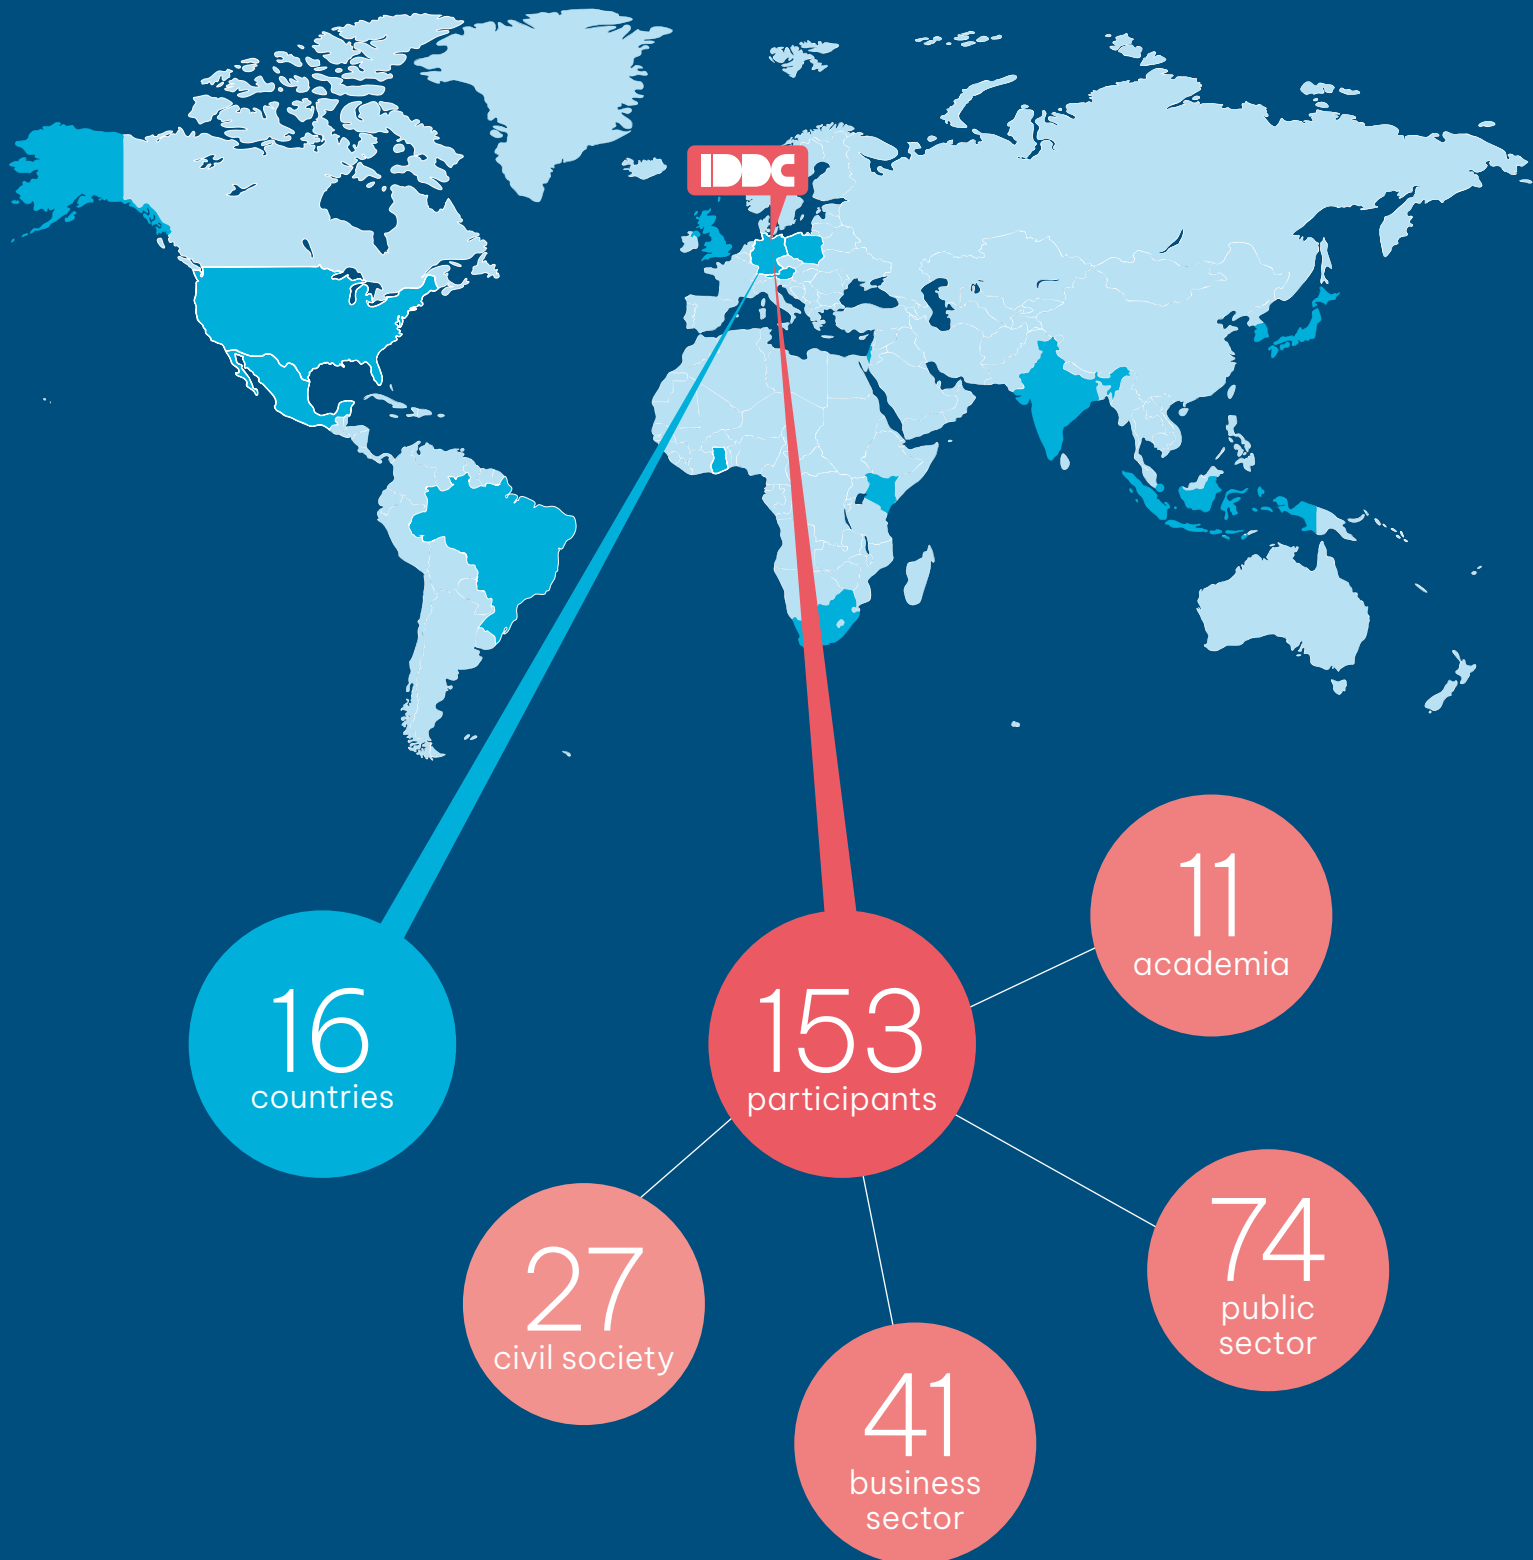 IDDC
11
academia
16
countries
153
participants
74
public
sector
27
civil society
41
business
sector